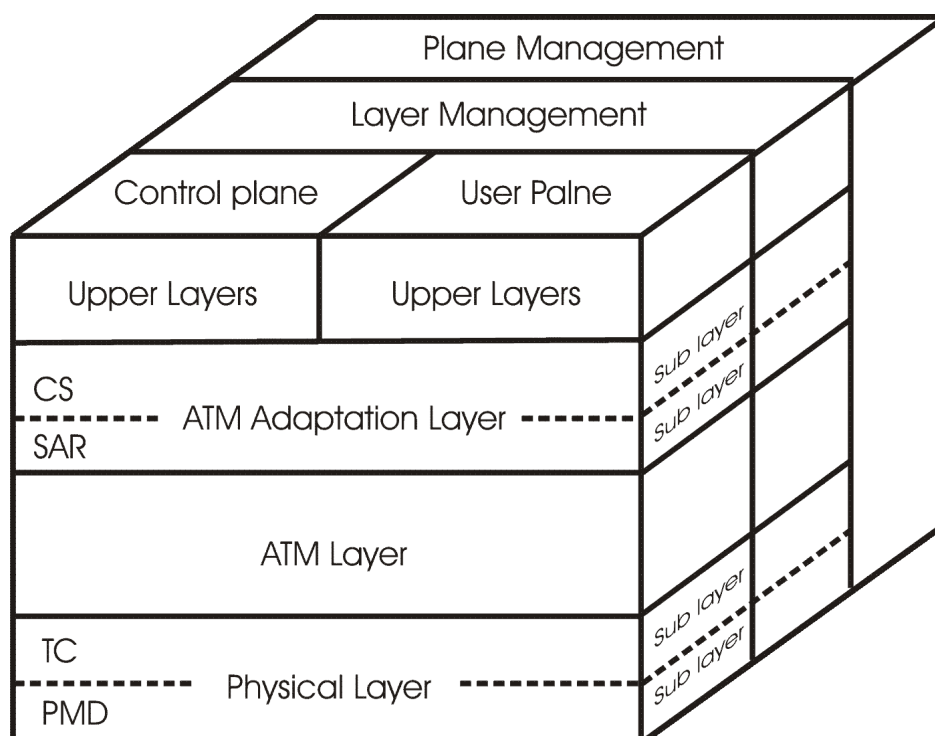 Plane Management
Layer Management
Control plane
User Palne
Upper Layers
Upper Layers
Sub layer
CS
ATM Adaptation Layer
Sub layer
SAR
ATM Layer
Sub layer
TC
Physical Layer
Sub layer
PMD